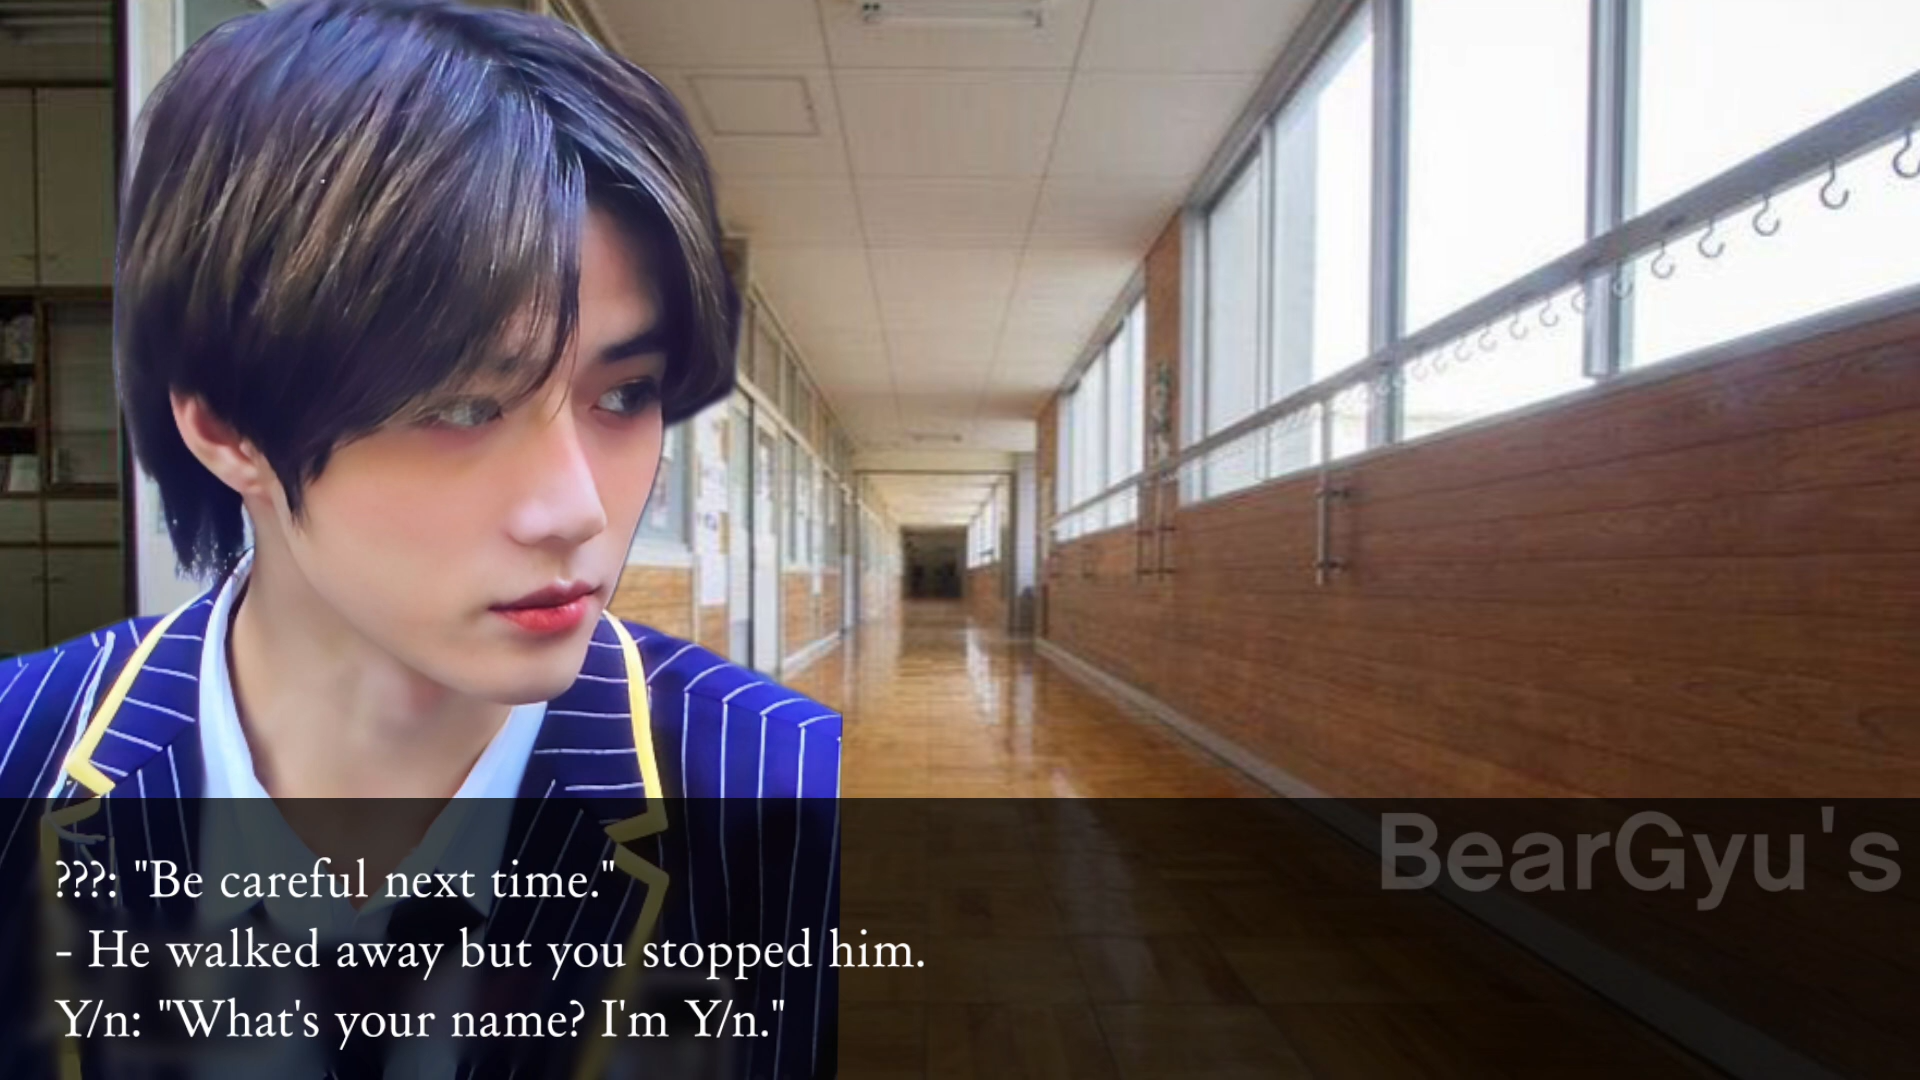 BearGyu's
???: "Be careful next time."
- He walked away but you stopped him.
Y/n: "What's your name? I'm Y/n."